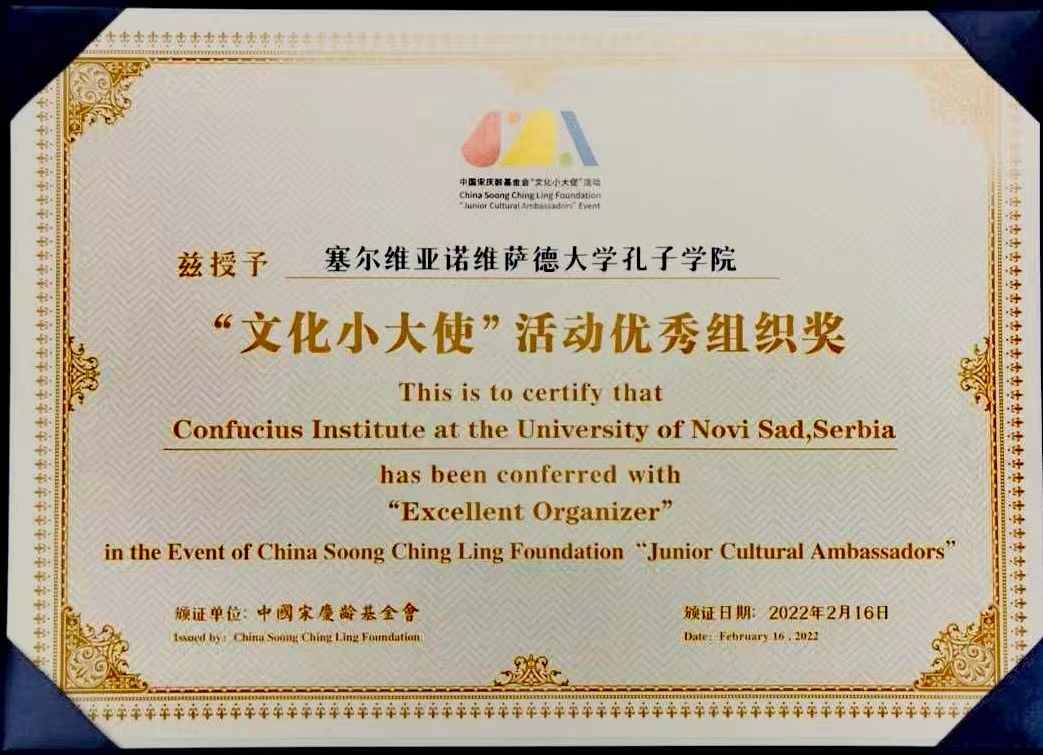 中国宋庆龄基金会“文化小大使”活动
China Soong Ching Ling Foundation
“Junior Cultural Ambassadors” Event
兹授予 塞尔维亚诺维萨德大学孔子学院
“文化小大使”活动优秀组织奖
This is to certify that
Confucius Institute at the University of Novi Sad,Serbia
has been conferred with
“Excellent Organizer”
in the Event of China Soong Ching Ling Foundation “Junior Cultural Ambassadors”
颁证单位: 中國宋慶齡基金會
Issued by: China Soong Ching Ling Foundation
颁证日期: 2022年2月16日
Date: February 16 , 2022